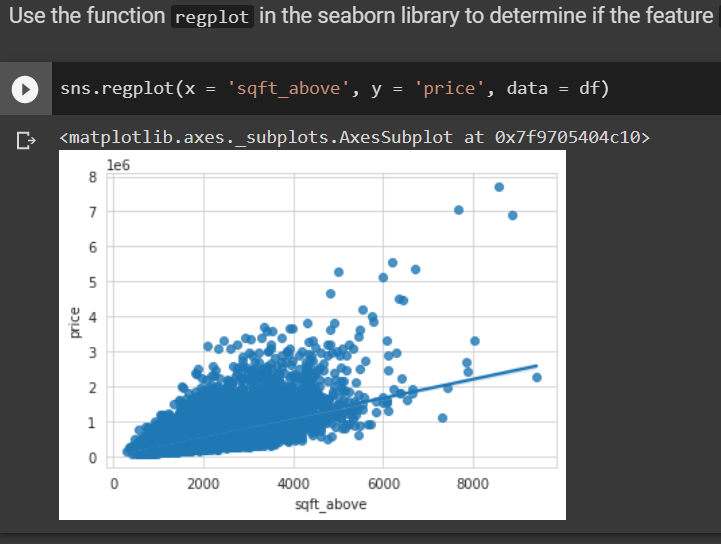 Use the function regplot in the seaborn library to determine if the feature
sns.regplot(x = 'sqft_above', y = 'price', data = df)
<matplotlib.axes._subplots.AxesSubplot at 0x7f9705404c10>
1e6
8
7
6
5
4
3
2
1
0
price
0 2000 4000 6000 8000
sqft_above